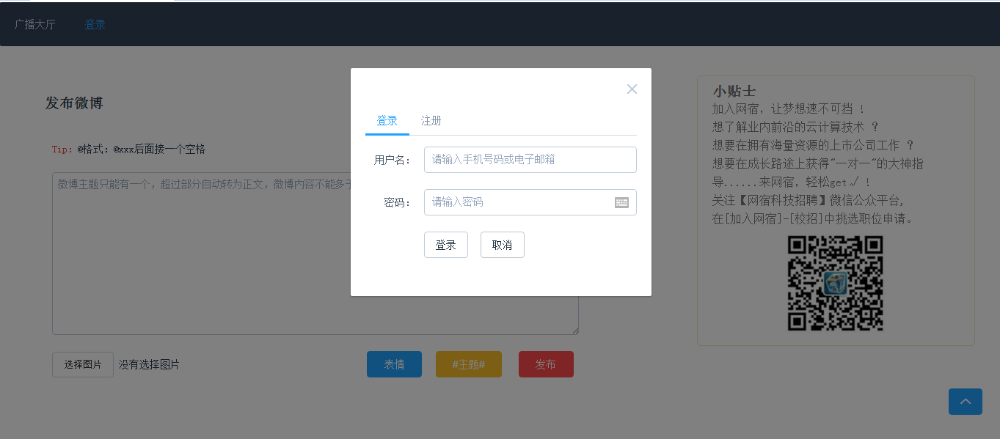 广播大厅 登录
发布微博
Tip：@格式：@xxx后面接一个空格
微博主题只能有一个，超过部分自动转为正文，微博内容不能多于
选择图片 没有选择图片
表情 #主题# 发布
登录 注册
用户名： 请输入手机号码或电子邮箱
密码： 请输入密码
登录 取消
小贴士
加入网宿，让梦想速不可挡 ！
想了解业内前沿的云计算技术 ？
想要在拥有海量资源的上市公司工作 ？
想要在成长路途上获得"一对一"的大神指
导......来网宿，轻松get√ ！
关注【网宿科技招聘】微信公众平台,
在[加入网宿]-[校招]中挑选职位申请。